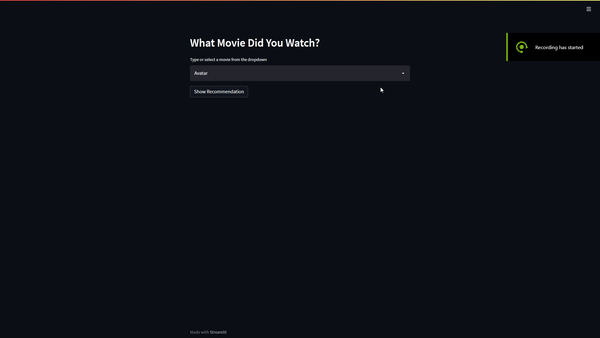 Recording has started
What Movie Did You Watch?
Type or select a movie from the dropdown
Avatar
Show Recommendation
Made with Streamlit